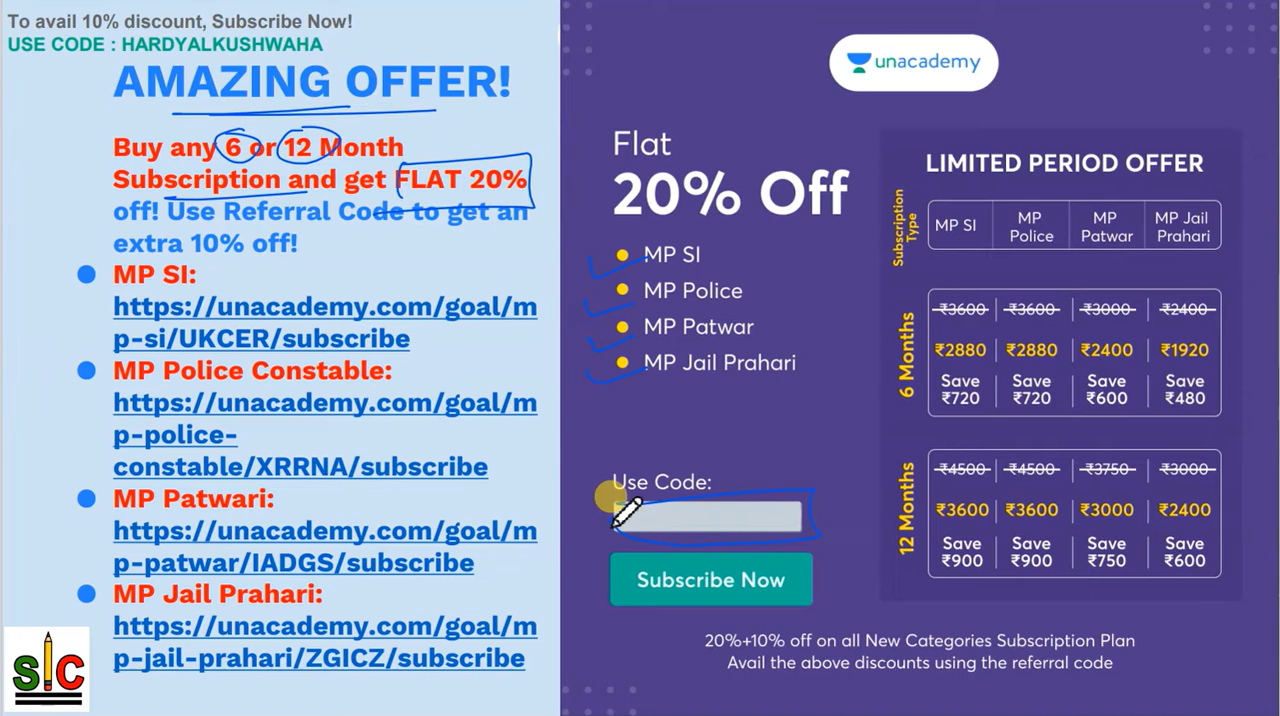 To avail 10% discount, Subscribe Now!
USE CODE : HARDYALKUSHWAHA
AMAZING OFFER!
Buy any 6 or 12 Month
Subscription and get FLAT 20%
off! Use Referral Code to get an
extra 10% off!
MP SI:
https://unacademy.com/goal/m
p-si/UKCER/subscribe
MP Police Constable:
https://unacademy.com/goal/m
p-police-
constable/XRRNA/subscribe
MP Patwari:
https://unacademy.com/goal/m
p-patwar/IADGS/subscribe
MP Jail Prahari:
https://unacademy.com/goal/m
p-jail-prahari/ZGICZ/subscribe
SIC
unacademy
Flat
20% Off
MP SI
MP Police
MP Patwar
MP Jail Prahari
Use Code:
Subscribe Now
LIMITED PERIOD OFFER
Subscription
Type
MP SI MP Police MP Patwar MP Jail Prahari
6 Months
₹3600 ₹3600 ₹3000 ₹2400
₹2880 ₹2880 ₹2400 ₹1920
Save Save Save Save
₹720 ₹720 ₹600 ₹480
12 Months
₹4500 ₹4500 ₹3750 ₹3000
₹3600 ₹3600 ₹3000 ₹2400
Save Save Save Save
₹900 ₹900 ₹750 ₹600
20%+10% off on all New Categories Subscription Plan
Avail the above discounts using the referral code